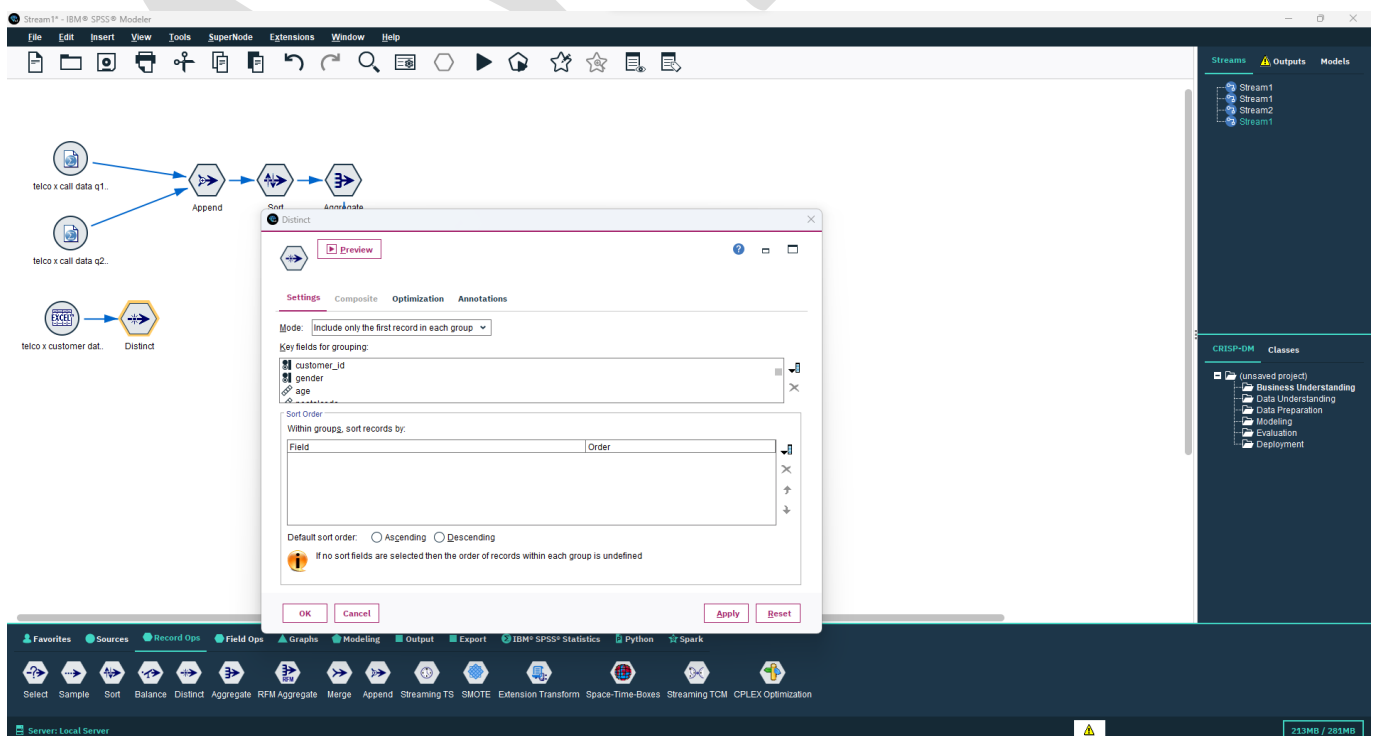 Stream1* - IBM® SPSS® Modeler
File Edit Insert View Tools SuperNode Extensions Window Help
Streams Outputs Models
Stream1
Stream1
Stream2
Stream1
telco x call data q1..
Append
Sort
Aggregate
telco x call data q2..
EXCEL
telco x customer dat..
Distinct
Distinct
Preview
Settings Composite Optimization Annotations
Mode: Include only the first record in each group
Key fields for grouping:
customer_id
gender
age
Sort Order
Within groups, sort records by:
Field Order
Default sort order: Ascending Descending
If no sort fields are selected then the order of records within each group is undefined
OK Cancel Apply Reset
CRISP-DM Classes
(unsaved project)
Business Understanding
Data Understanding
Data Preparation
Modeling
Evaluation
Deployment
Favorites Sources Record Ops Field Ops Graphs Modeling Output Export IBM® SPSS® Statistics Python Spark
RFM
Select Sample Sort Balance Distinct Aggregate RFM Aggregate Merge Append Streaming TS SMOTE Extension Transform Space-Time-Boxes Streaming TCM CPLEX Optimization
Server: Local Server
213MB / 281MB